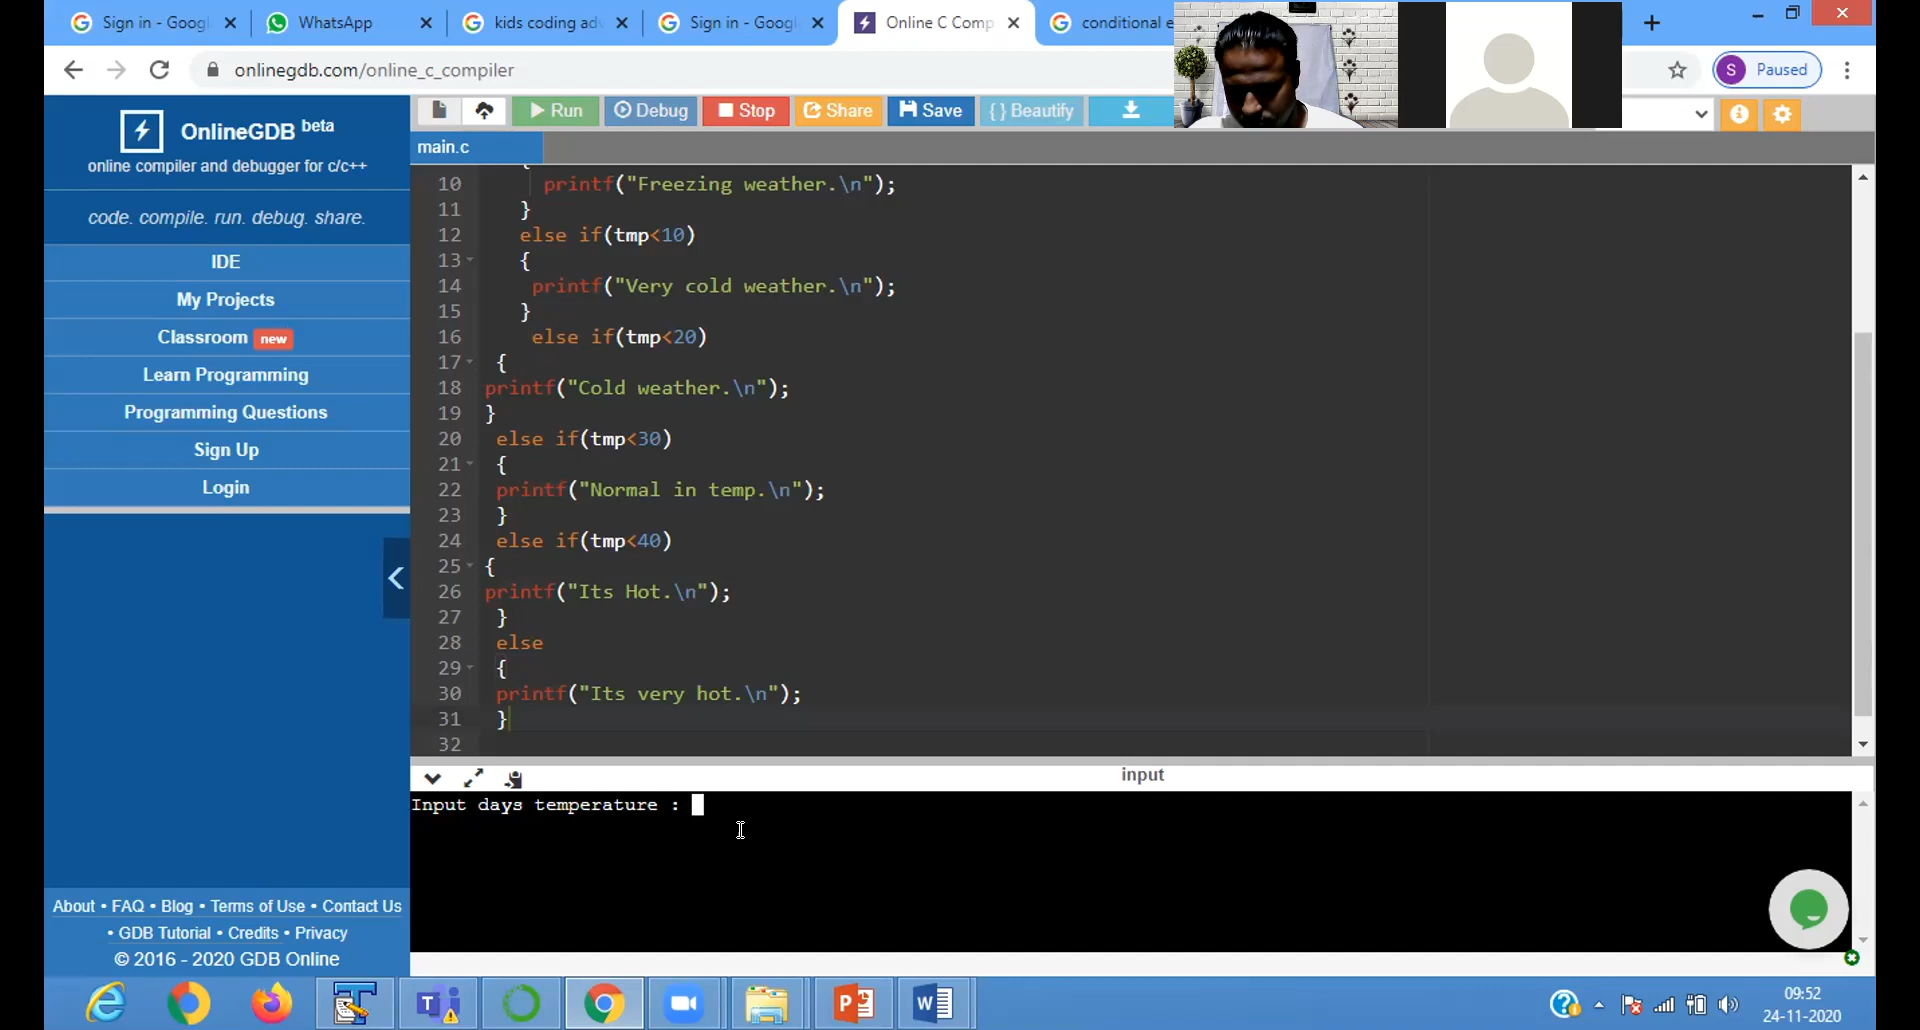 Sign in - Googl
WhatsApp
kids coding adv
Sign in - Googl
Online C Comp
conditional e
onlinegdb.com/online_c_compiler
S Paused
OnlineGDB beta
online compiler and debugger for c/c++
code. compile. run. debug. share.
IDE
My Projects
Classroom new
Learn Programming
Programming Questions
Sign Up
Login
About • FAQ • Blog • Terms of Use • Contact Us
• GDB Tutorial • Credits • Privacy
© 2016 - 2020 GDB Online
Run Debug Stop Share Save { } Beautify
main.c
{
10 printf("Freezing weather.\n");
11 }
12 else if(tmp<10)
13 {
14 printf("Very cold weather.\n");
15 }
16 else if(tmp<20)
17 {
18 printf("Cold weather.\n");
19 }
20 else if(tmp<30)
21 {
22 printf("Normal in temp.\n");
23 }
24 else if(tmp<40)
25 {
26 printf("Its Hot.\n");
27 }
28 else
29 {
30 printf("Its very hot.\n");
31 }
32
input
Input days temperature :
09:52
24-11-2020